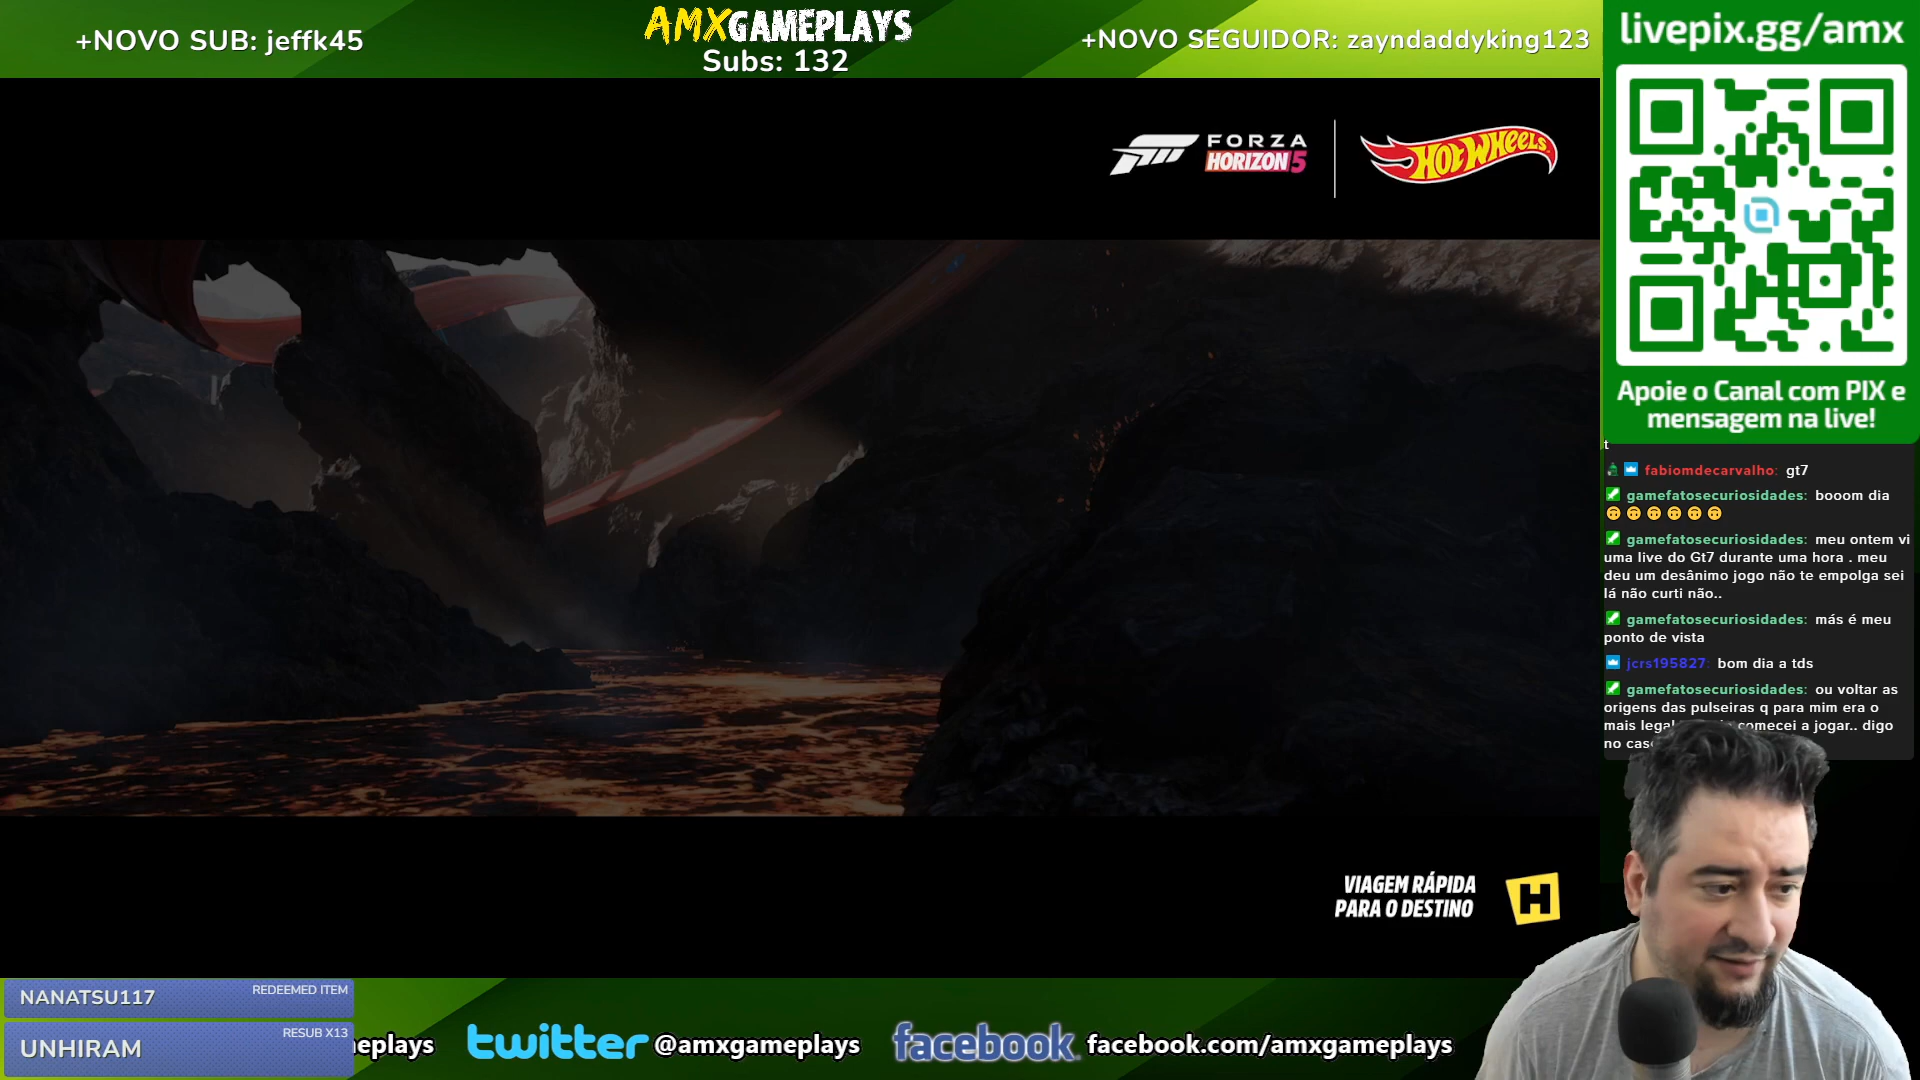 +NOVO SUB: jeffk45
AMXGAMEPLAYS
Subs: 132
+NOVO SEGUIDOR: zayndaddyking123
livepix.gg/amx
FORZA
HORIZON 5
HOT WHEELS
Apoie o Canal com PIX e
mensagem na live!
t
fabiomdecarvalho: gt7
gamefatosecuriosidades: booom dia
gamefatosecuriosidades: meu ontem vi
uma live do Gt7 durante uma hora . meu
deu um desânimo jogo não te empolga sei
lá não curti não..
gamefatosecuriosidades: más é meu
ponto de vista
jcrs195827: bom dia a tds
gamefatosecuriosidades: ou voltar as
origens das pulseiras q para mim era o
mais legal comecei a jogar.. digo
no cas
VIAGEM RÁPIDA
PARA O DESTINO
H
NANATSU117
REDEEMED ITEM
UNHIRAM
RESUB X13
eplays
twitter @amxgameplays
facebook facebook.com/amxgameplays